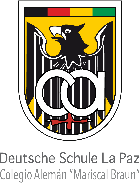 Deutsche Schule La Paz
Colegio Alemán "Mariscal Braun"